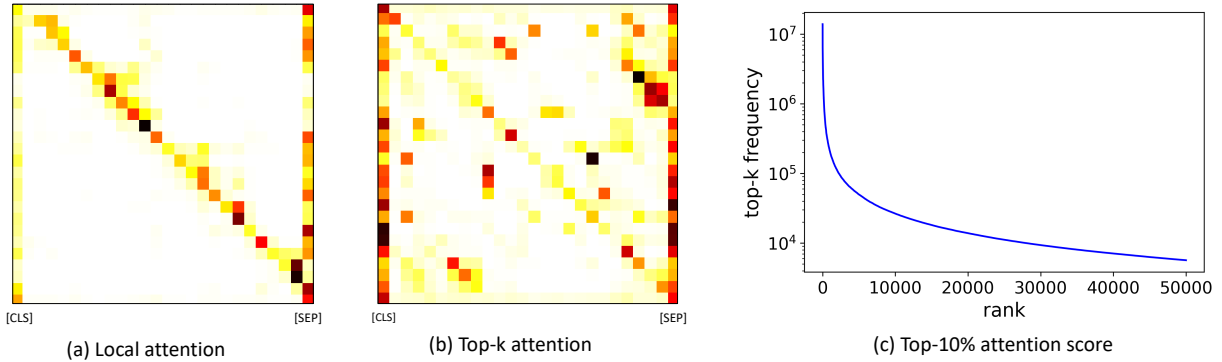 [CLS]
[SEP]
(a) Local attention
[CLS]
[SEP]
(b) Top-k attention
top-k frequency
10^7
10^6
10^5
10^4
0
10000
20000
30000
40000
50000
rank
(c) Top-10% attention score